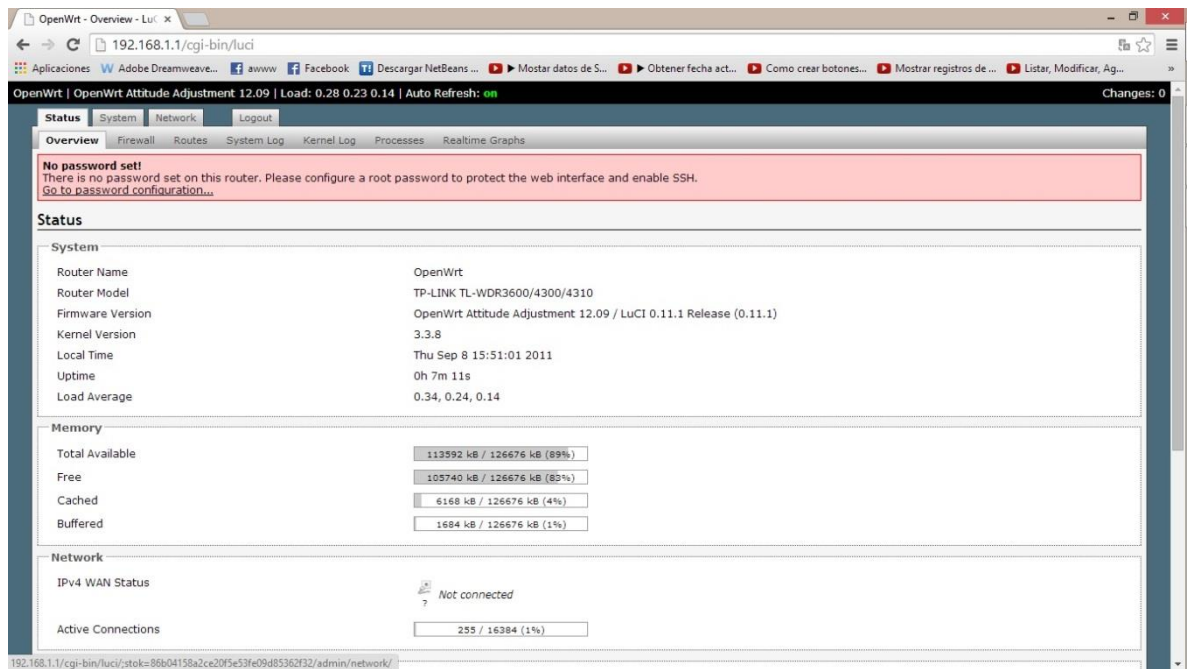 OpenWrt - Overview - LuC
192.168.1.1/cgi-bin/luci
Aplicaciones Adobe Dreamweave... awww Facebook Descargar NetBeans ... ▶ Mostar datos de S... ▶ Obtener fecha act... Como crear botones... Mostrar registros de ... Listar, Modificar, Ag... »
OpenWrt | OpenWrt Attitude Adjustment 12.09 | Load: 0.28 0.23 0.14 | Auto Refresh: on Changes: 0
Status System Network Logout
Overview Firewall Routes System Log Kernel Log Processes Realtime Graphs
No password set!
There is no password set on this router. Please configure a root password to protect the web interface and enable SSH.
Go to password configuration...
Status
System
Router Name OpenWrt
Router Model TP-LINK TL-WDR3600/4300/4310
Firmware Version OpenWrt Attitude Adjustment 12.09 / LuCI 0.11.1 Release (0.11.1)
Kernel Version 3.3.8
Local Time Thu Sep 8 15:51:01 2011
Uptime 0h 7m 11s
Load Average 0.34, 0.24, 0.14
Memory
Total Available 113592 kB / 126676 kB (89%)
Free 105740 kB / 126676 kB (83%)
Cached 6168 kB / 126676 kB (4%)
Buffered 1684 kB / 126676 kB (1%)
Network
IPv4 WAN Status Not connected
?
Active Connections 255 / 16384 (1%)
192.168.1.1/cgi-bin/luci/;stok=86b04158a2ce20f5e53fe09d85362f32/admin/network/